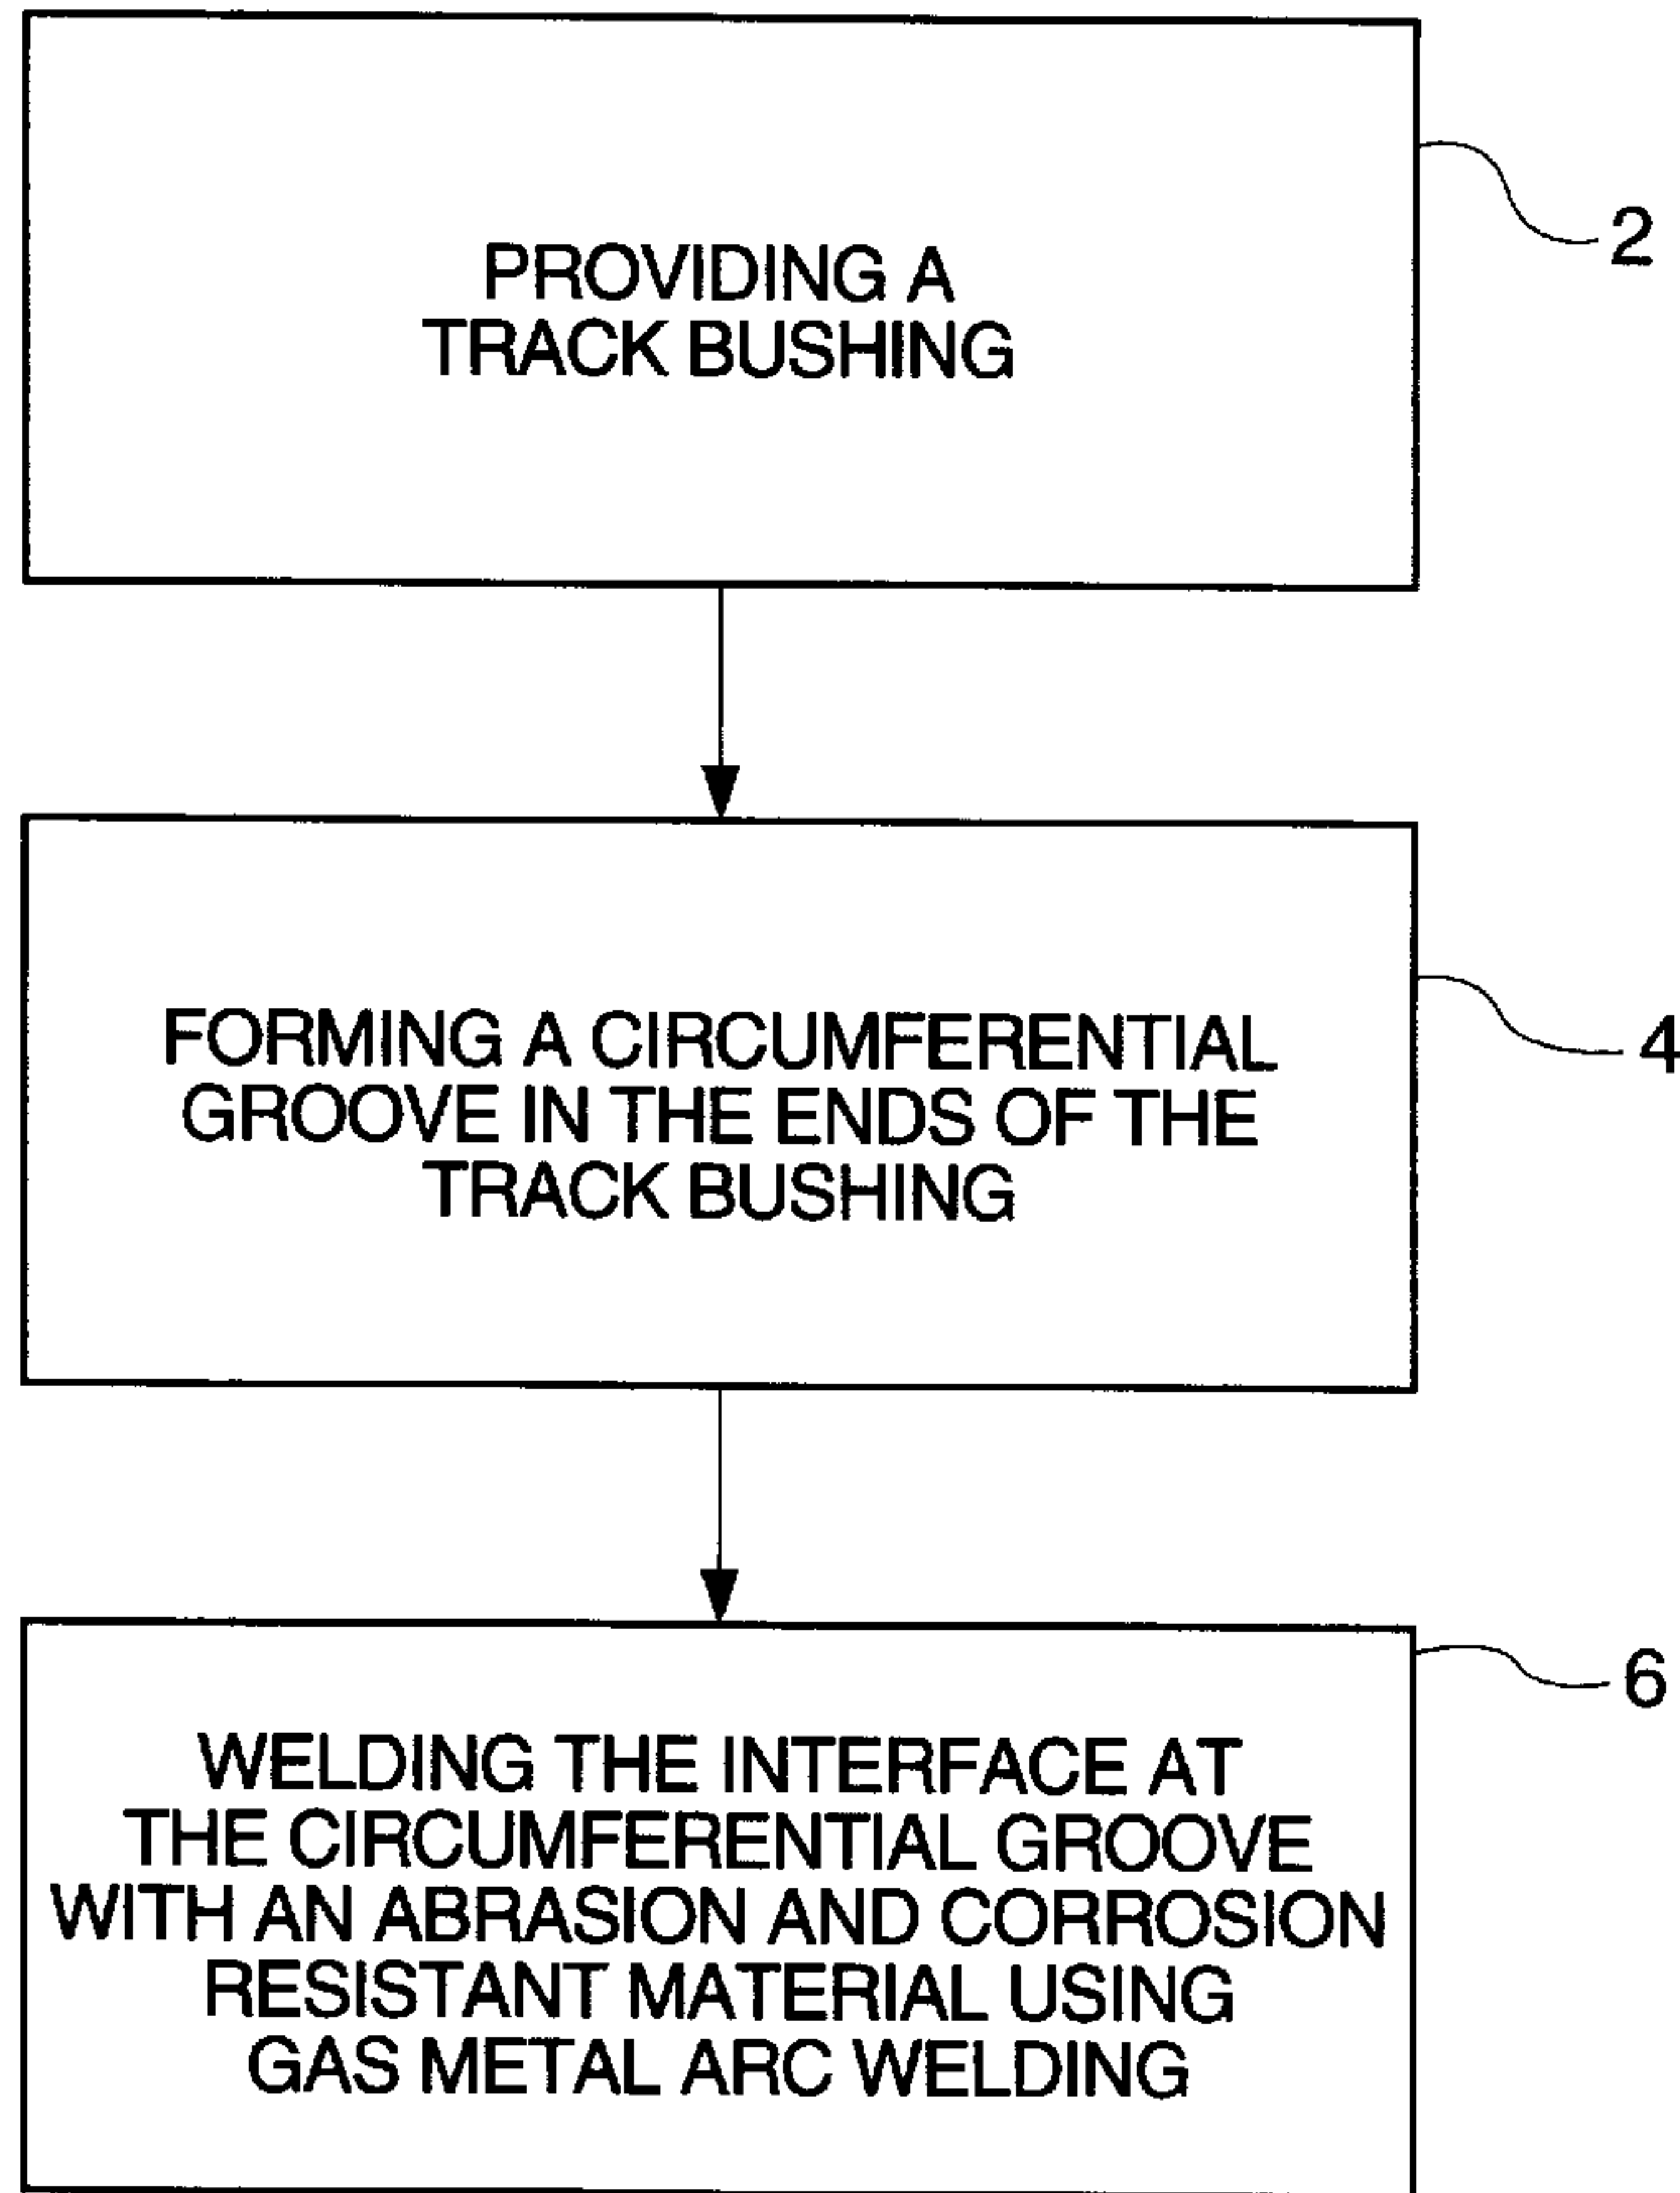 PROVIDING A
TRACK BUSHING
2
FORMING A CIRCUMFERENTIAL
GROOVE IN THE ENDS OF THE
TRACK BUSHING
4
WELDING THE INTERFACE AT
THE CIRCUMFERENTIAL GROOVE
WITH AN ABRASION AND CORROSION
RESISTANT MATERIAL USING
GAS METAL ARC WELDING
6